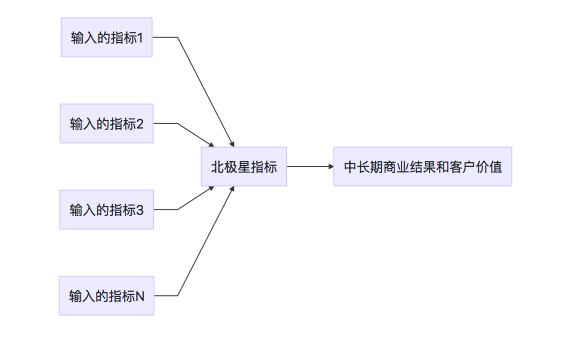 输入的指标1
输入的指标2
北极星指标
中长期商业结果和客户价值
输入的指标3
输入的指标N